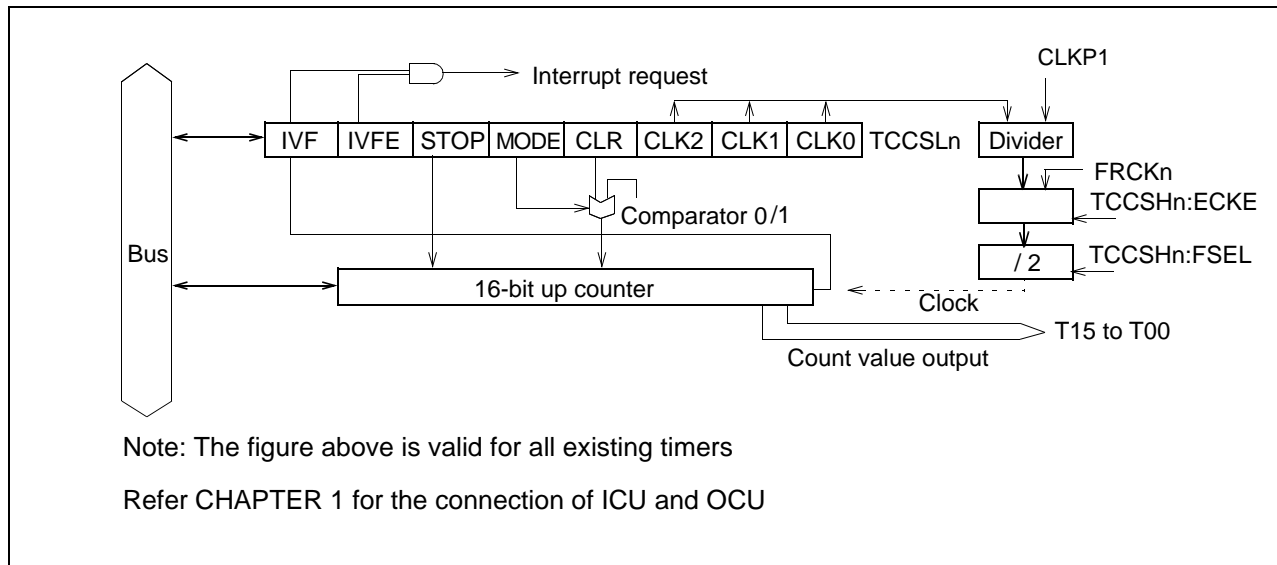 CLKP1
Interrupt request
IVF IVFE STOP MODE CLR CLK2 CLK1 CLK0 TCCSLn Divider
FRCKn
TCCSHn:ECKE
Comparator 0/1
Bus
/ 2 TCCSHn:FSEL
16-bit up counter
Clock
T15 to T00
Count value output
Note: The figure above is valid for all existing timers
Refer CHAPTER 1 for the connection of ICU and OCU